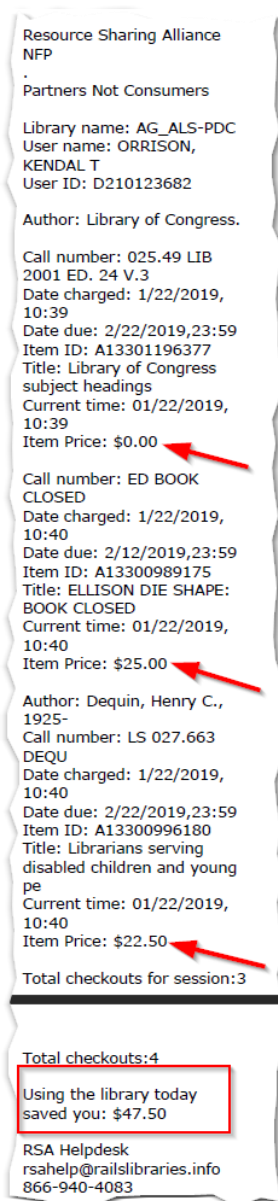 Resource Sharing Alliance
NFP
.
Partners Not Consumers
Library name: AG_ALS-PDC
User name: ORRISON,
KENDAL T
User ID: D210123682
Author: Library of Congress.
Call number: 025.49 LIB
2001 ED. 24 V.3
Date charged: 1/22/2019,
10:39
Date due: 2/22/2019,23:59
Item ID: A13301196377
Title: Library of Congress
subject headings
Current time: 01/22/2019,
10:39
Item Price: $0.00
Call number: ED BOOK
CLOSED
Date charged: 1/22/2019,
10:40
Date due: 2/12/2019,23:59
Item ID: A13300989175
Title: ELLISON DIE SHAPE:
BOOK CLOSED
Current time: 01/22/2019,
10:40
Item Price: $25.00
Author: Dequin, Henry C.,
1925-
Call number: LS 027.663
DEQU
Date charged: 1/22/2019,
10:40
Date due: 2/22/2019,23:59
Item ID: A13300996180
Title: Librarians serving
disabled children and young
pe
Current time: 01/22/2019,
10:40
Item Price: $22.50
Total checkouts for session:3
Total checkouts:4
Using the library today
saved you: $47.50
RSA Helpdesk
rsahelp@railslibraries.info
866-940-4083